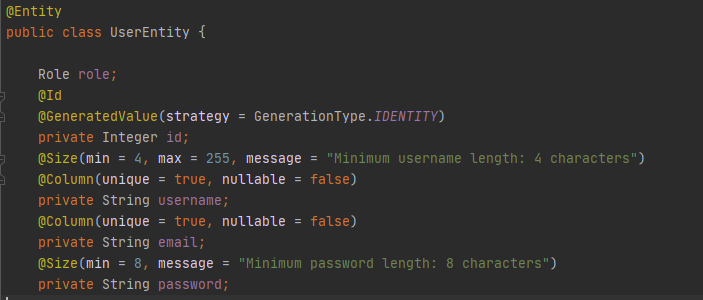 @Entity
public class UserEntity {
Role role;
@Id
@GeneratedValue(strategy = GenerationType.IDENTITY)
private Integer id;
@Size(min = 4, max = 255, message = "Minimum username length: 4 characters")
@Column(unique = true, nullable = false)
private String username;
@Column(unique = true, nullable = false)
private String email;
@Size(min = 8, message = "Minimum password length: 8 characters")
private String password;